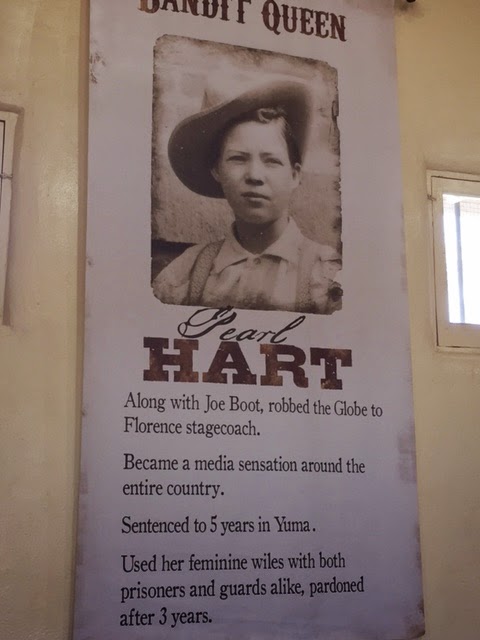 BANDIT QUEEN
Pearl
HART
Along with Joe Boot, robbed the Globe to
Florence stagecoach.
Became a media sensation around the
entire country.
Sentenced to 5 years in Yuma.
Used her feminine wiles with both
prisoners and guards alike, pardoned
after 3 years.